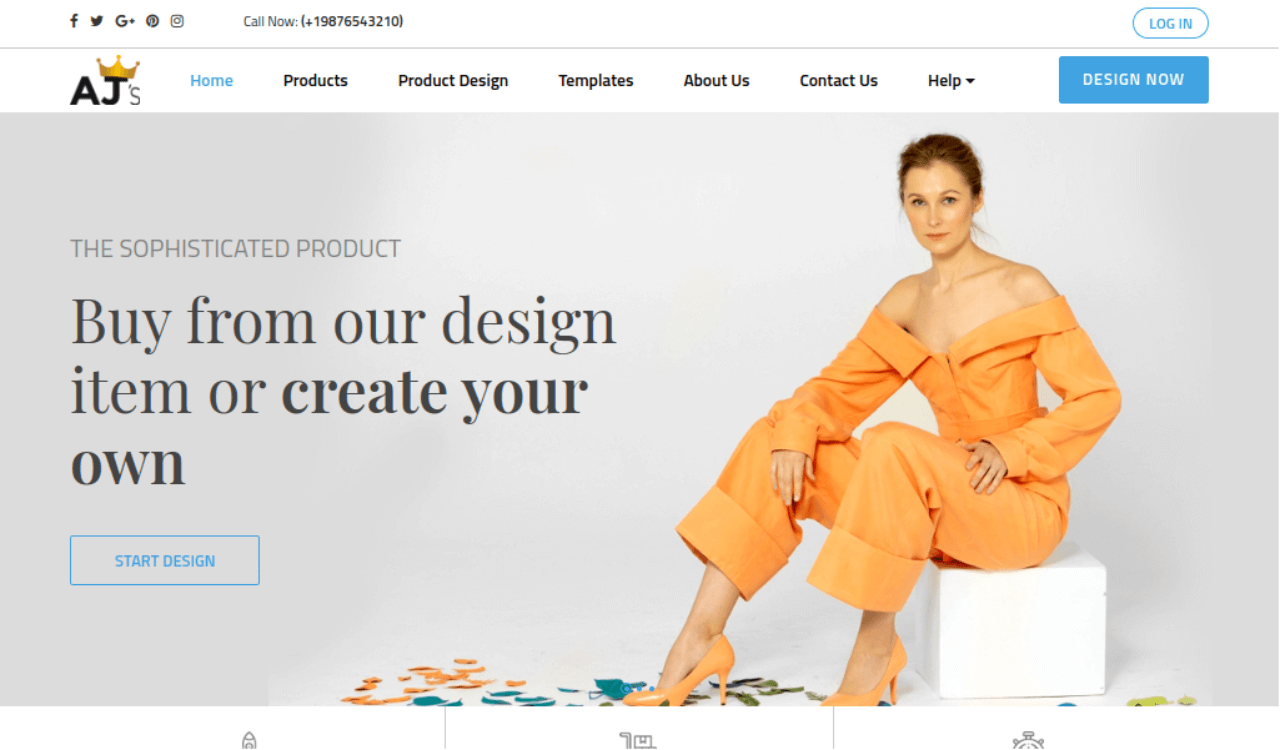 Call Now: (+19876543210)
LOG IN
AJ's
Home
Products
Product Design
Templates
About Us
Contact Us
Help
DESIGN NOW
THE SOPHISTICATED PRODUCT
Buy from our design
item or create your
own
START DESIGN